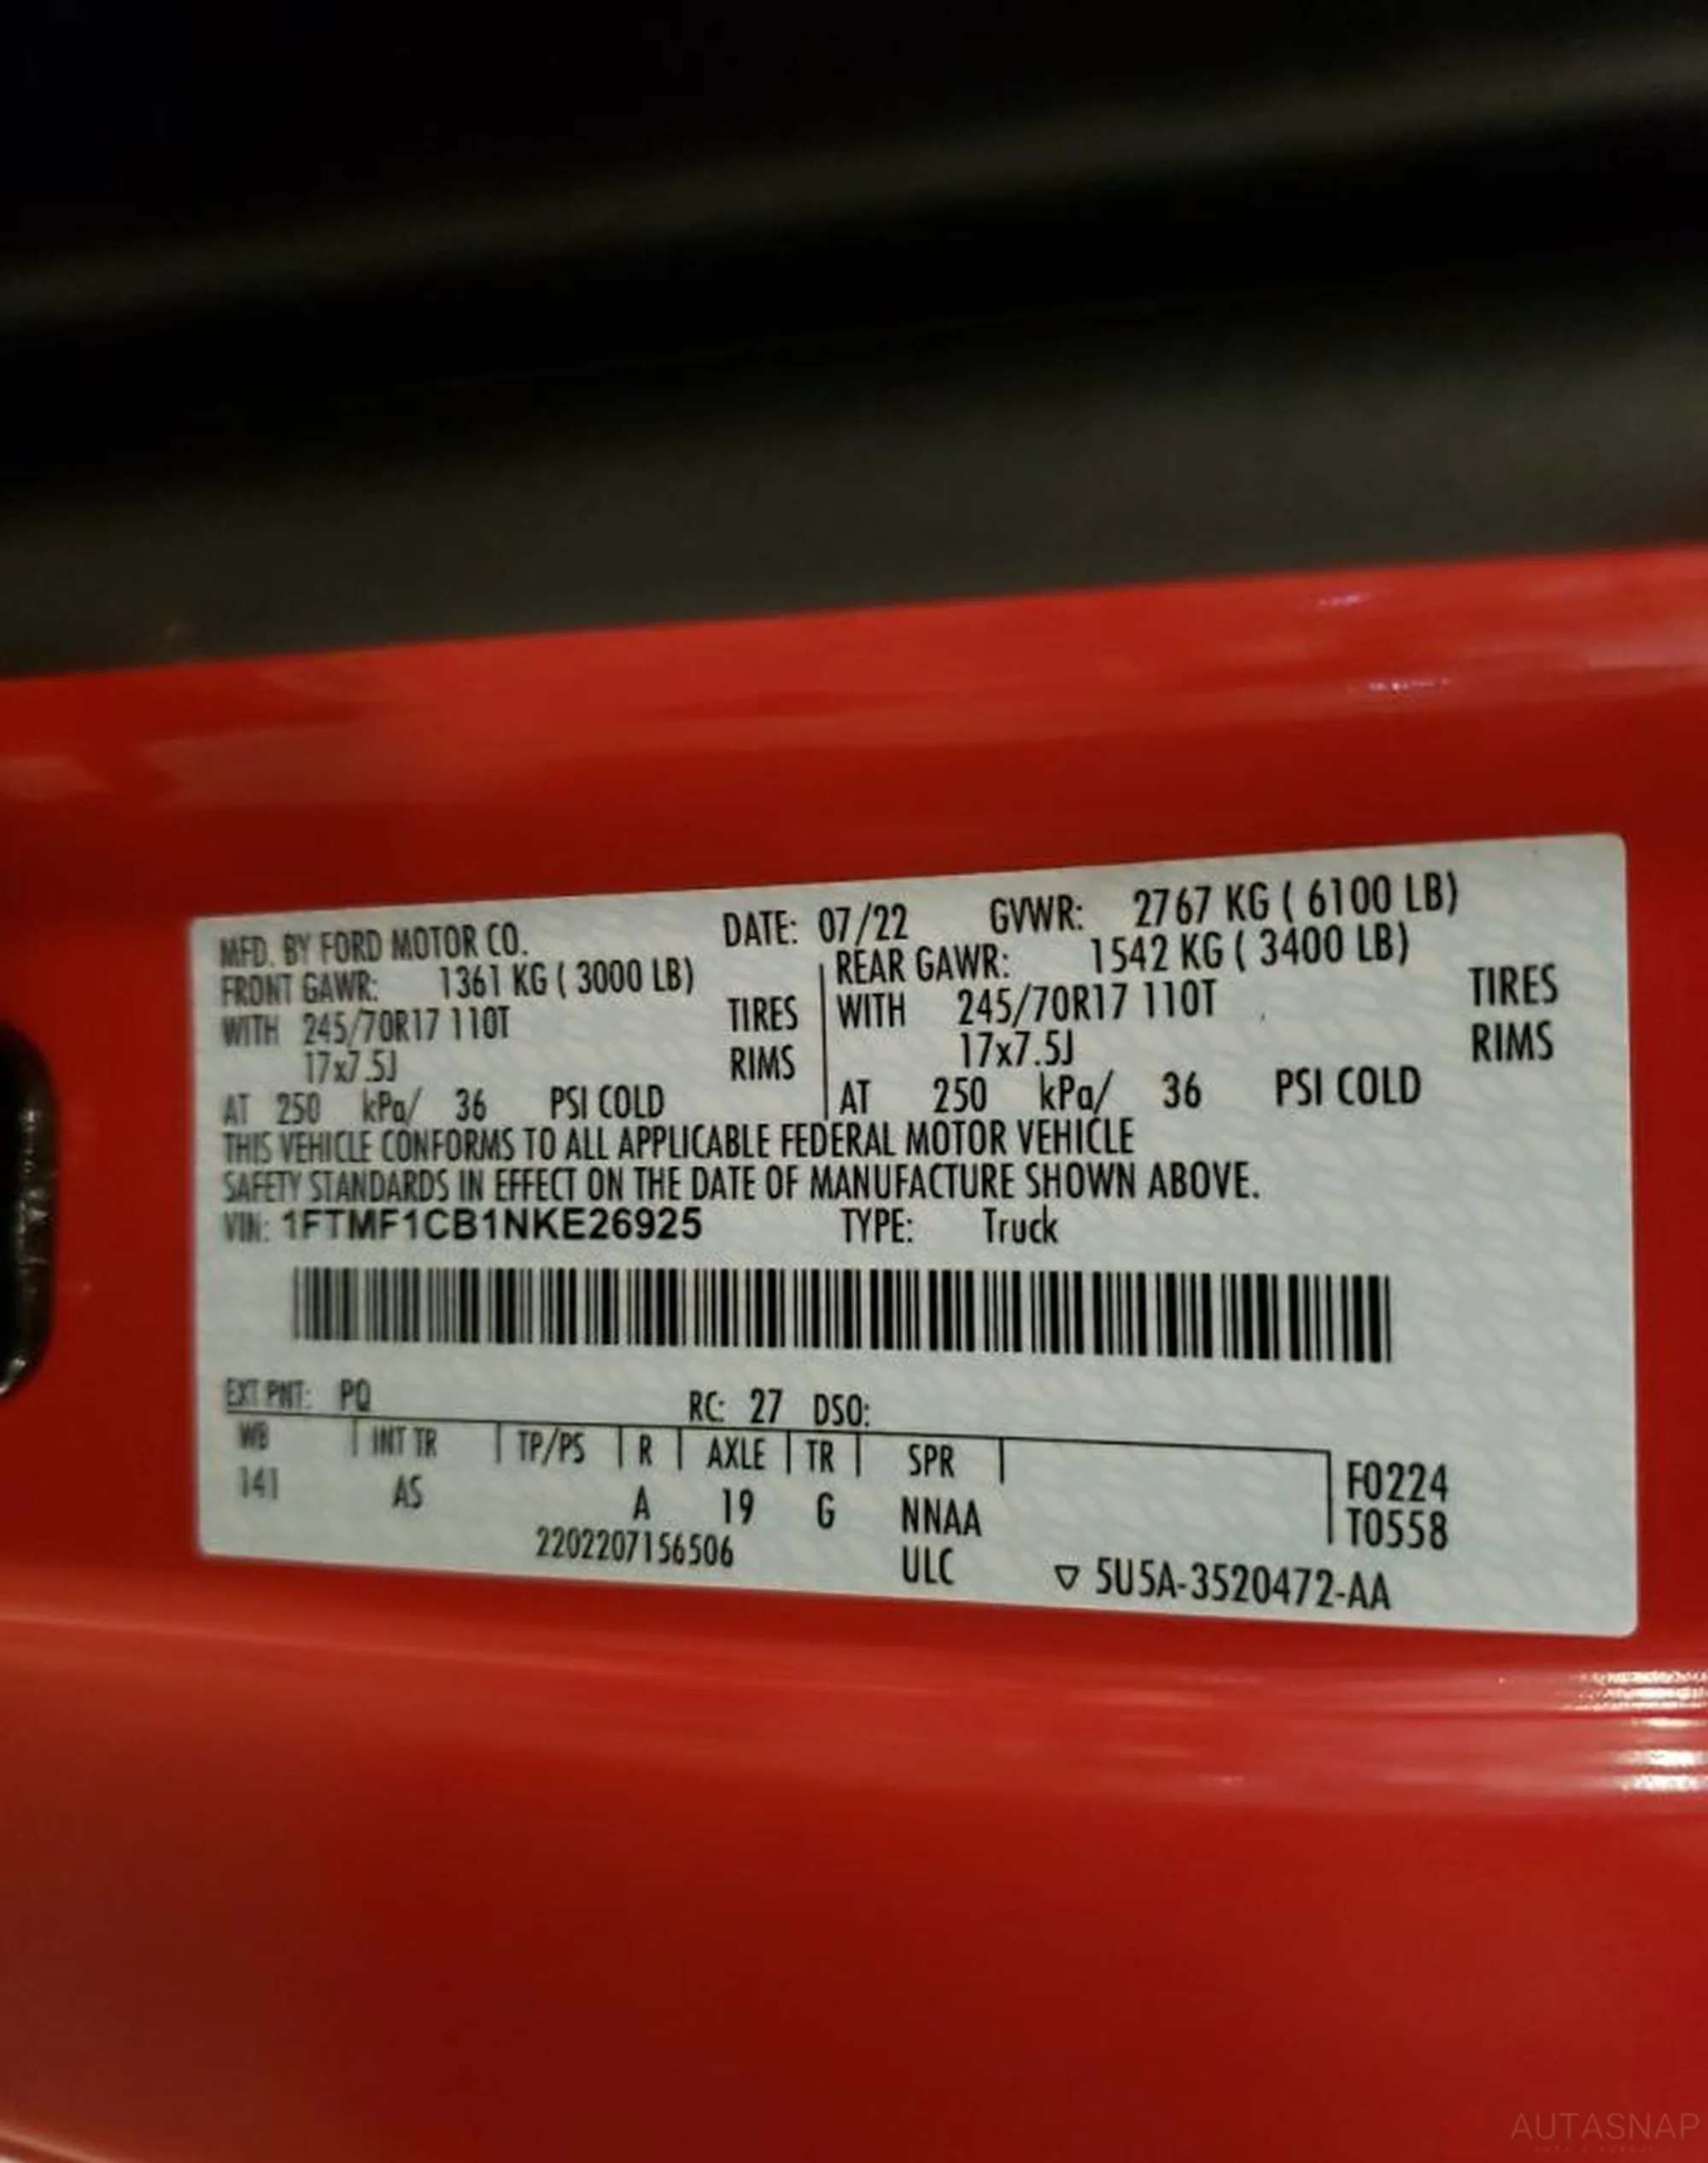 MFD. BY FORD MOTOR CO. DATE: 07/22 GVWR: 2767 KG ( 6100 LB)
FRONT GAWR: 1361 KG ( 3000 LB) REAR GAWR: 1542 KG ( 3400 LB)
WITH 245/70R17 110T TIRES WITH 245/70R17 110T TIRES
17x7.5J RIMS 17x7.5J RIMS
AT 250 kPa/ 36 PSI COLD AT 250 kPa/ 36 PSI COLD
THIS VEHICLE CONFORMS TO ALL APPLICABLE FEDERAL MOTOR VEHICLE
SAFETY STANDARDS IN EFFECT ON THE DATE OF MANUFACTURE SHOWN ABOVE.
VIN: 1FTMF1CB1NKE26925 TYPE: Truck
EXT PNT: PQ RC: 27 DSO:
WB INT TR TP/PS R AXLE TR SPR F0224
141 AS A 19 G NNAA T0558
2202207156506 ULC ▽ 5U5A-3520472-AA
AUTASNAP